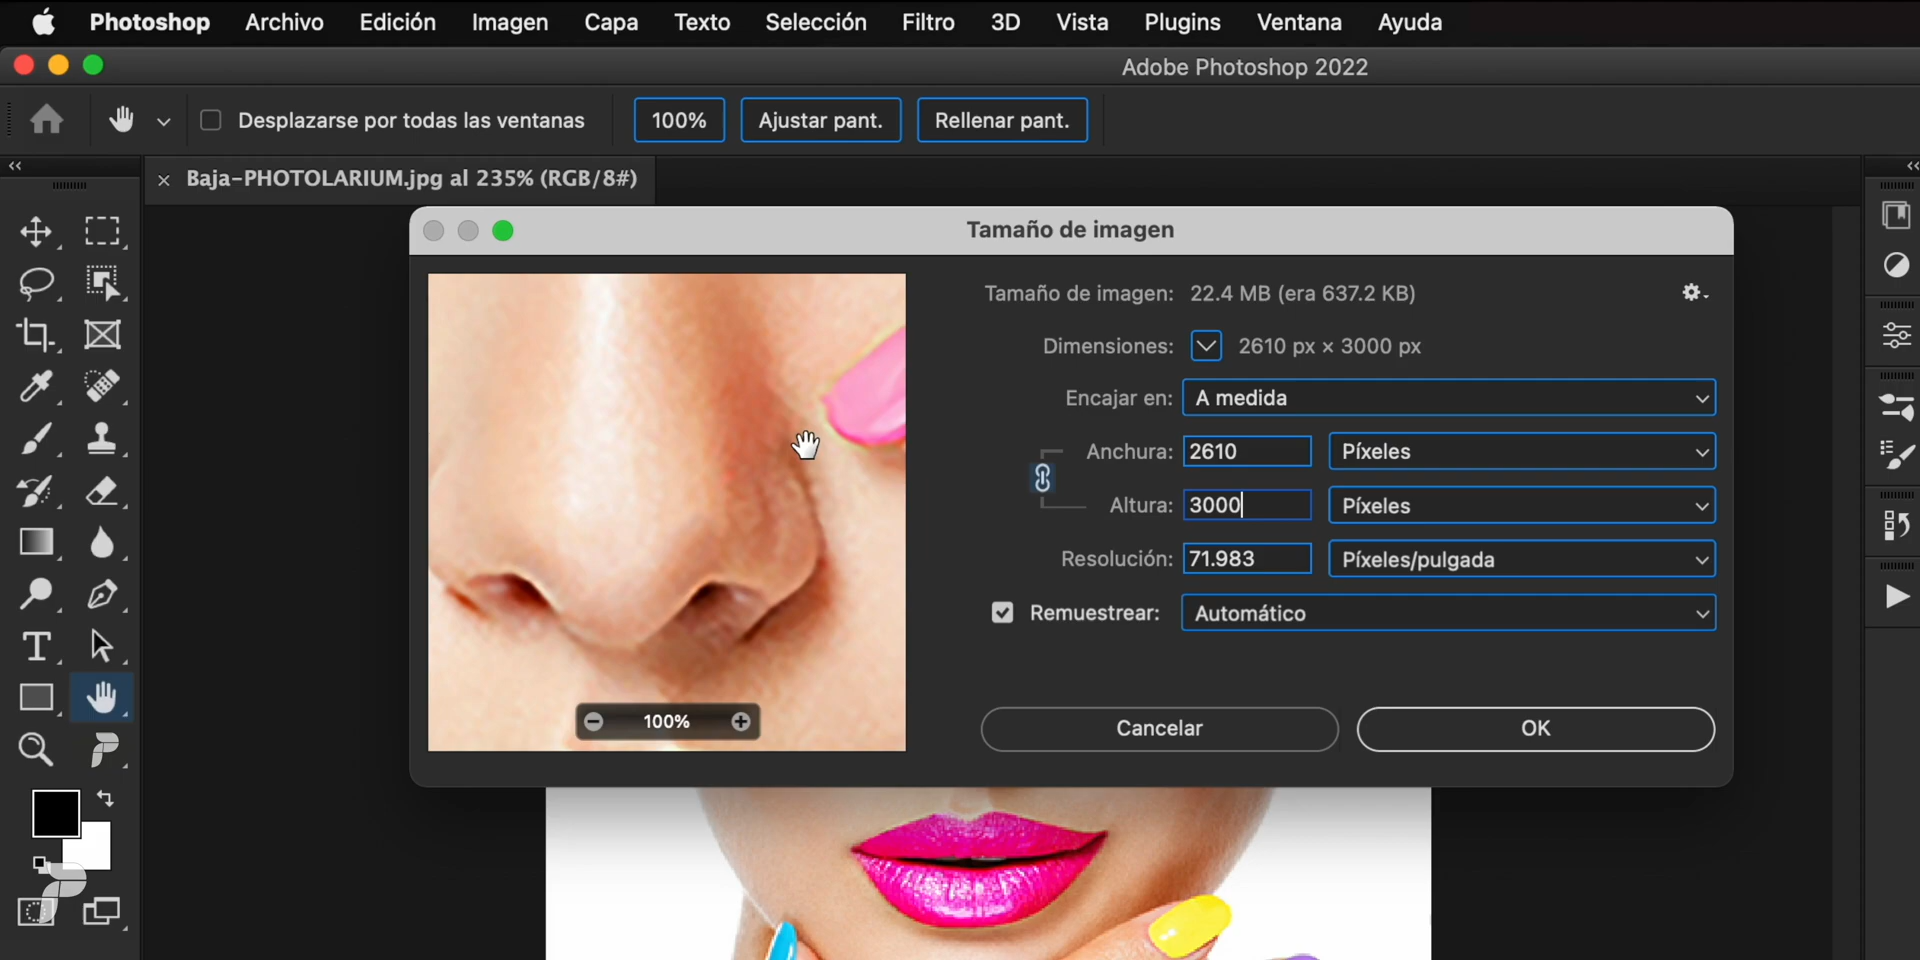 Photoshop Archivo Edición Imagen Capa Texto Selección Filtro 3D Vista Plugins Ventana Ayuda
Adobe Photoshop 2022
Desplazarse por todas las ventanas 100% Ajustar pant. Rellenar pant.
Baja-PHOTOLARIUM.jpg al 235% (RGB/8#)
Tamaño de imagen
Tamaño de imagen: 22.4 MB (era 637.2 KB)
Dimensiones: 2610 px × 3000 px
Encajar en: A medida
Anchura: 2610 Píxeles
Altura: 3000 Píxeles
Resolución: 71.983 Píxeles/pulgada
Remuestrear: Automático
100%
Cancelar OK